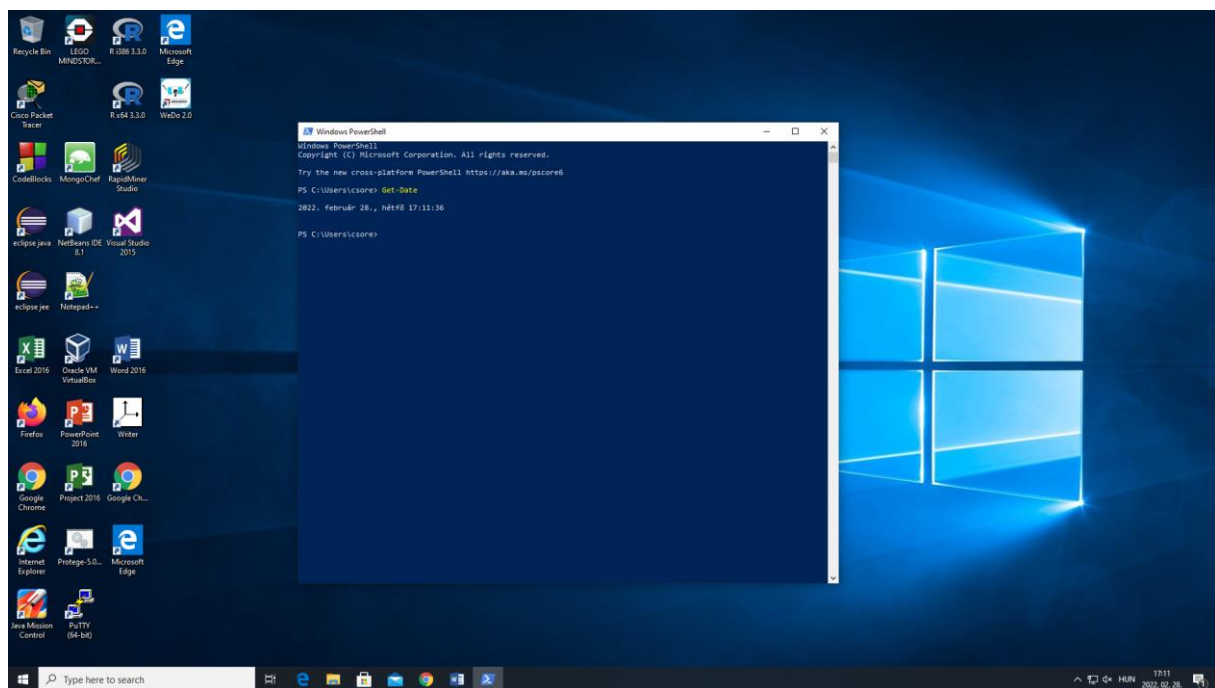 Recycle Bin
LEGO
MINDSTOR...
R i386 3.3.0
Microsoft
Edge
Cisco Packet
Tracer
R x64 3.3.0
WeDo 2.0
CodeBlocks
MongoChef
RapidMiner
Studio
eclipse java
NetBeans IDE
8.1
Visual Studio
2015
eclipse jee
Notepad++
Excel 2016
Oracle VM
VirtualBox
Word 2016
Firefox
PowerPoint
2016
Writer
Google
Chrome
Project 2016
Google Ch...
Internet
Explorer
Protege-5.0...
Microsoft
Edge
Java Mission
Control
PuTTY
(64-bit)
Windows PowerShell
Windows PowerShell
Copyright (C) Microsoft Corporation. All rights reserved.
Try the new cross-platform PowerShell https://aka.ms/pscore6
PS C:\Users\csore> Get-Date
2022. február 28., hétfő 17:11:36
PS C:\Users\csore>
Type here to search
HUN
17:11
2022. 02. 28.